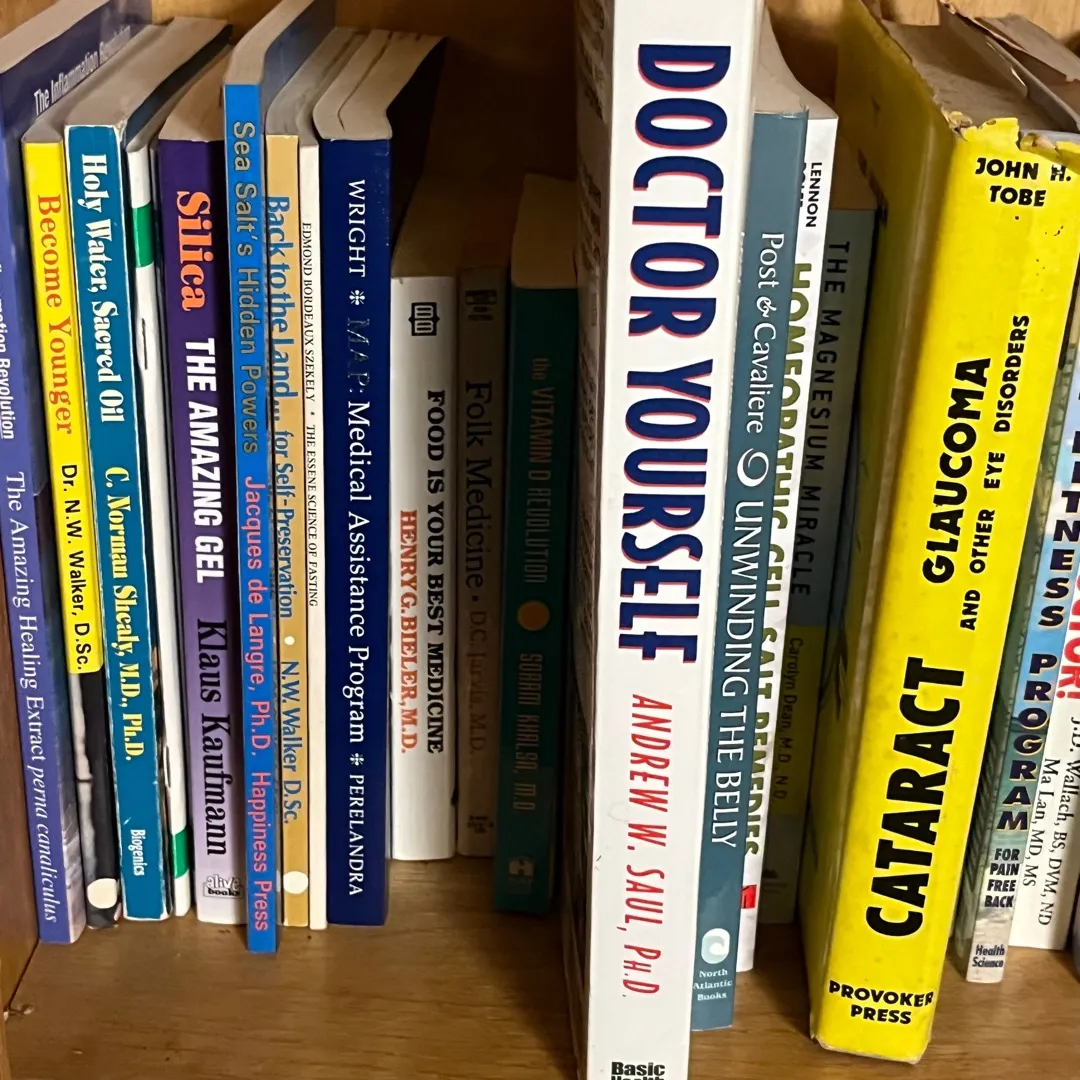 The Inflammation Revolution
The Amazing Healing Extract perna candliculus
Become Younger Dr. N.W. Walker, D.Sc.
Holy Water, Sacred Oil C. Norman Shealy, M.D., Ph.D. Biogenics
Silica THE AMAZING GEL Klaus Kaufmann alive books
Sea Salt's Hidden Powers Jacques de Langre, Ph.D. Happiness Press
Back to the Land... for Self-Preservation • N.W. Walker D.Sc.
EDMOND BORDEAUX SZEKELY • THE ESSENE SCIENCE OF FASTING
WRIGHT * MAP: Medical Assistance Program * PERELANDRA
FOOD IS YOUR BEST MEDICINE
HENRY G. BIELER, M.D.
Folk Medicine • D.C. Jarvis M.D.
the VITAMIN D REVOLUTION SORAM KHALSA, M.D.
DOCTOR YOURSELF ANDREW W. SAUL, PH.D.
Basic
Health
Post & Cavaliere UNWINDING THE BELLY
North
Atlantic
Books
LENNON
HOMEOPATHIC CELL SALT REMEDIES
THE MAGNESIUM MIRACLE Carolyn Dean, M.D., N.D.
JOHN H.
TOBE
CATARACT GLAUCOMA
AND OTHER EYE DISORDERS
PROVOKER
PRESS
PROGRAM
FOR
PAIN
FREE
BACK
Health
Science
J.D. Wallach, BS, DVM, ND
Ma Lan, MD, MS